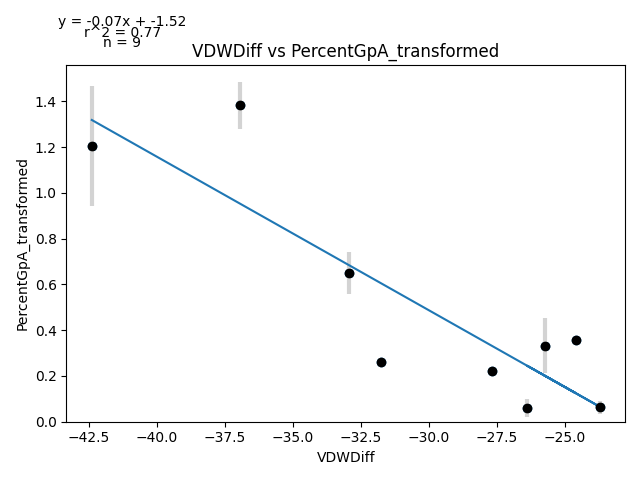 y = -0.07x + -1.52
r^2 = 0.77
n = 9
VDWDiff vs PercentGpA_transformed
PercentGpA_transformed
1.4
1.2
1.0
0.8
0.6
0.4
0.2
0.0
−42.5 −40.0 −37.5 −35.0 −32.5 −30.0 −27.5 −25.0
VDWDiff